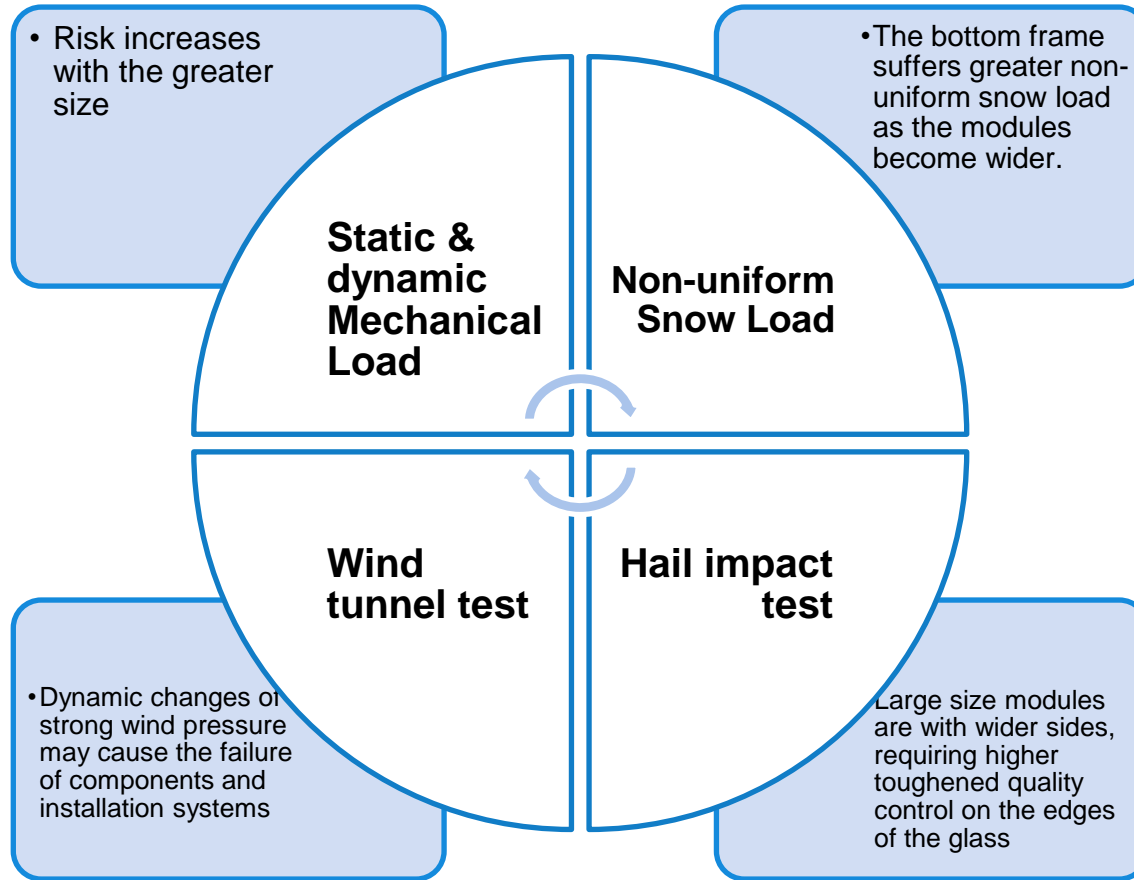 • Risk increases
with the greater
size
•The bottom frame
suffers greater non-
uniform snow load
as the modules
become wider.
Static &
dynamic
Mechanical
Load
Non-uniform
Snow Load
Wind
tunnel test
Hail impact
test
•Dynamic changes of
strong wind pressure
may cause the failure
of components and
installation systems
Large size modules
are with wider sides,
requiring higher
toughened quality
control on the edges
of the glass